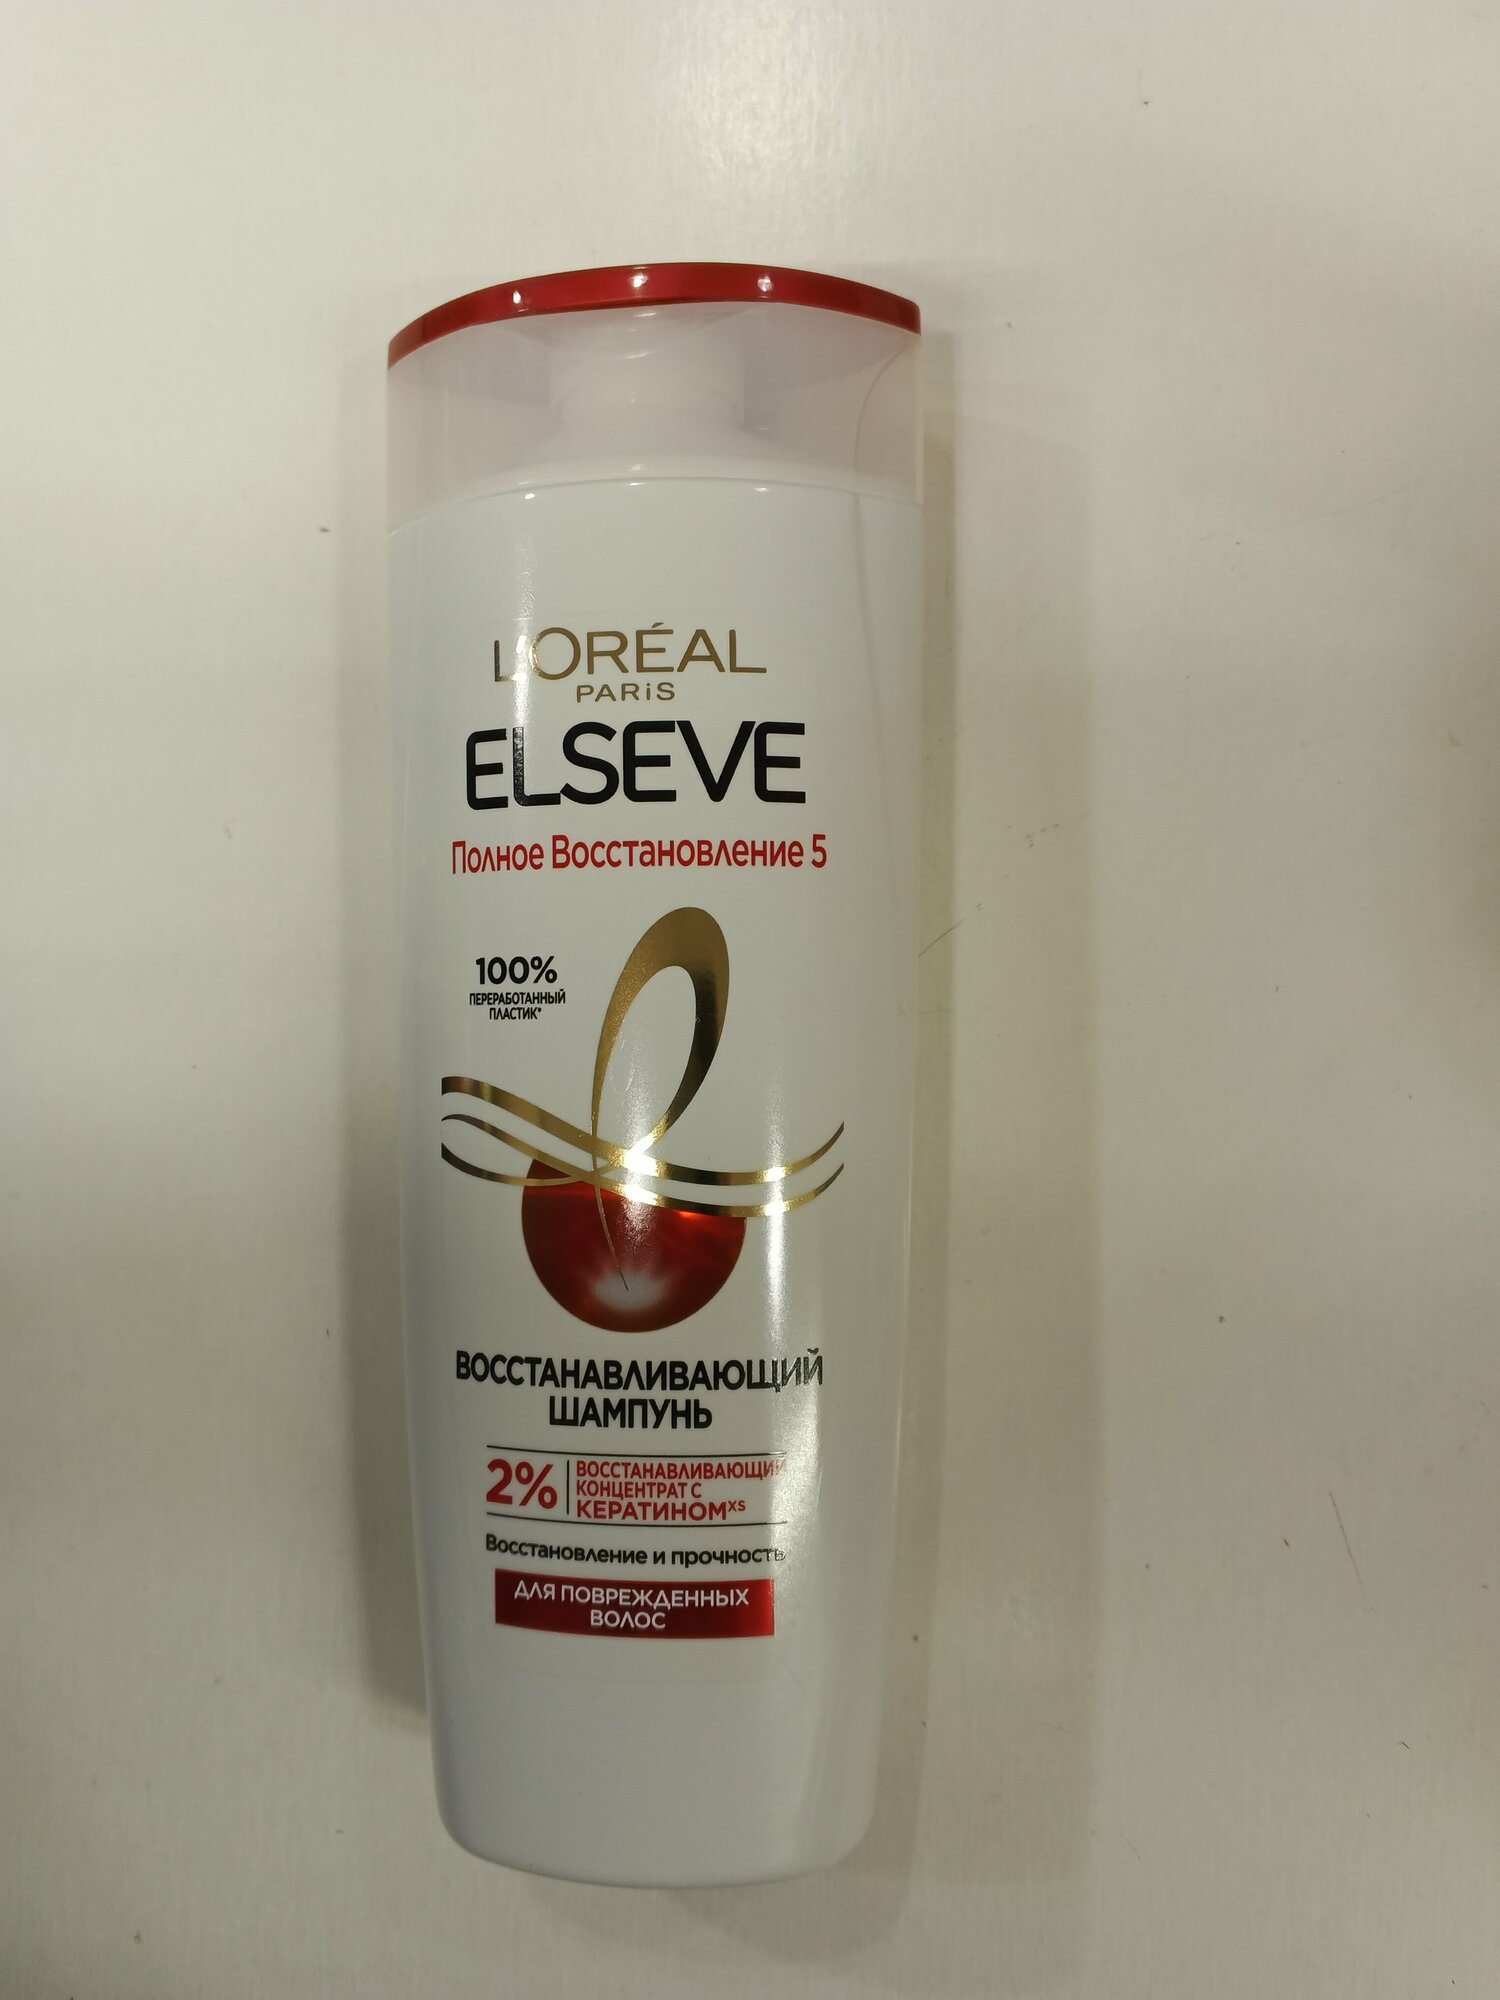 L'ORÉAL
PARiS
ELSEVE
Полное Восстановление 5
100%
ПЕРЕРАБОТАННЫЙ
ПЛАСТИК*
ВОССТАНАВЛИВАЮЩИЙ
ШАМПУНЬ
2%
ВОССТАНАВЛИВАЮЩИЙ
КОНЦЕНТРАТ С
КЕРАТИНОМXS
Восстановление и прочность
ДЛЯ ПОВРЕЖДЕННЫХ
ВОЛОС